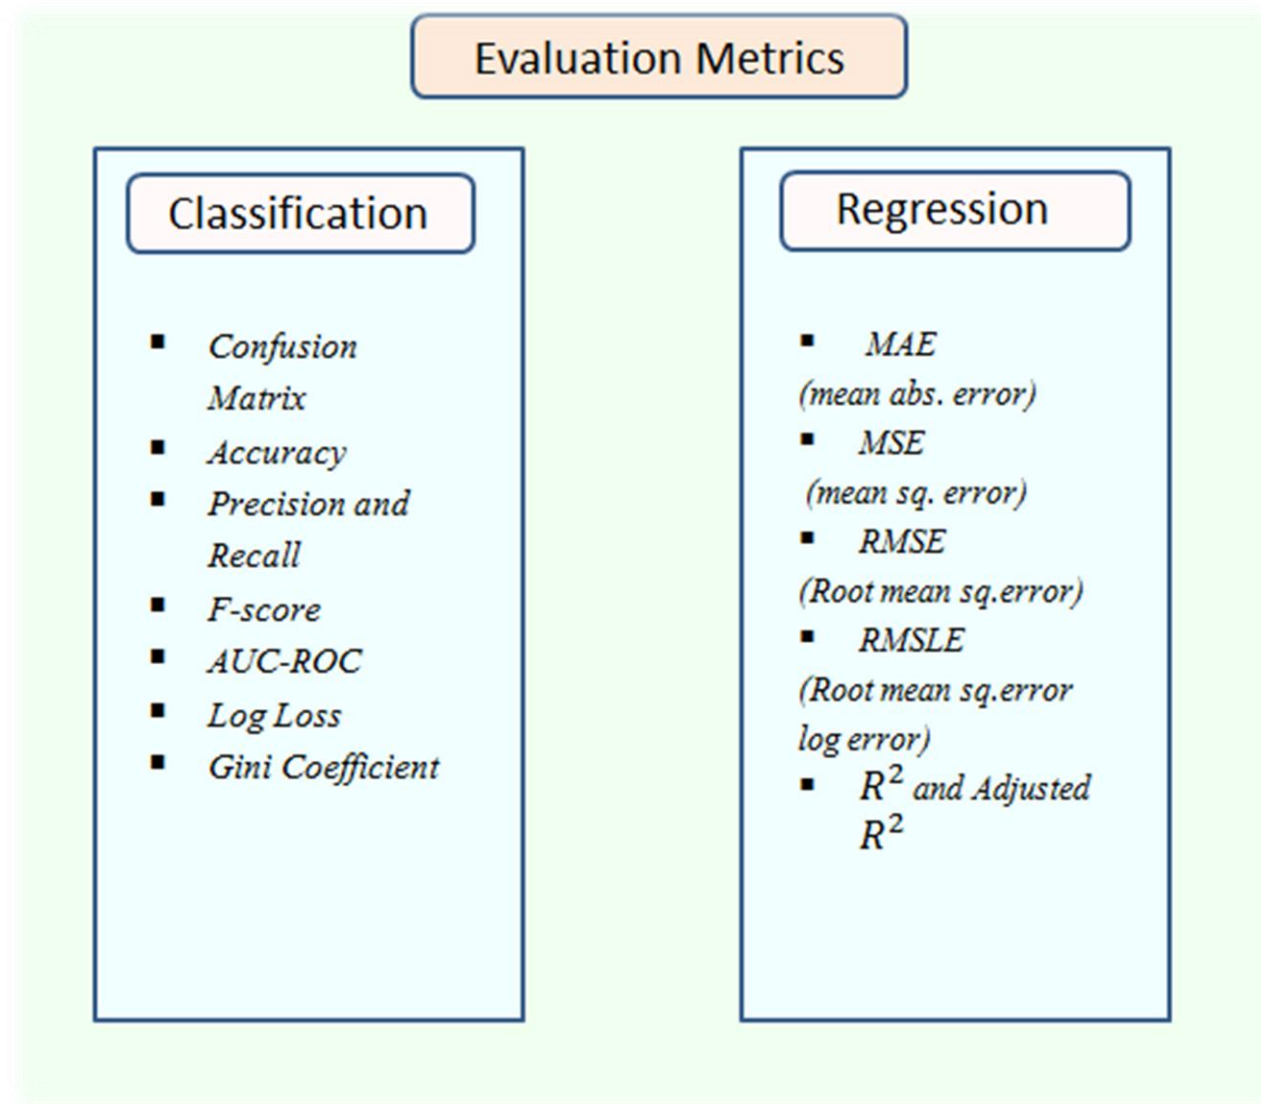 Evaluation Metrics
Classification
▪ Confusion
Matrix
▪ Accuracy
▪ Precision and
Recall
▪ F-score
▪ AUC-ROC
▪ Log Loss
▪ Gini Coefficient
Regression
▪ MAE
(mean abs. error)
▪ MSE
(mean sq. error)
▪ RMSE
(Root mean sq.error)
▪ RMSLE
(Root mean sq.error
log error)
▪ R² and Adjusted
R²